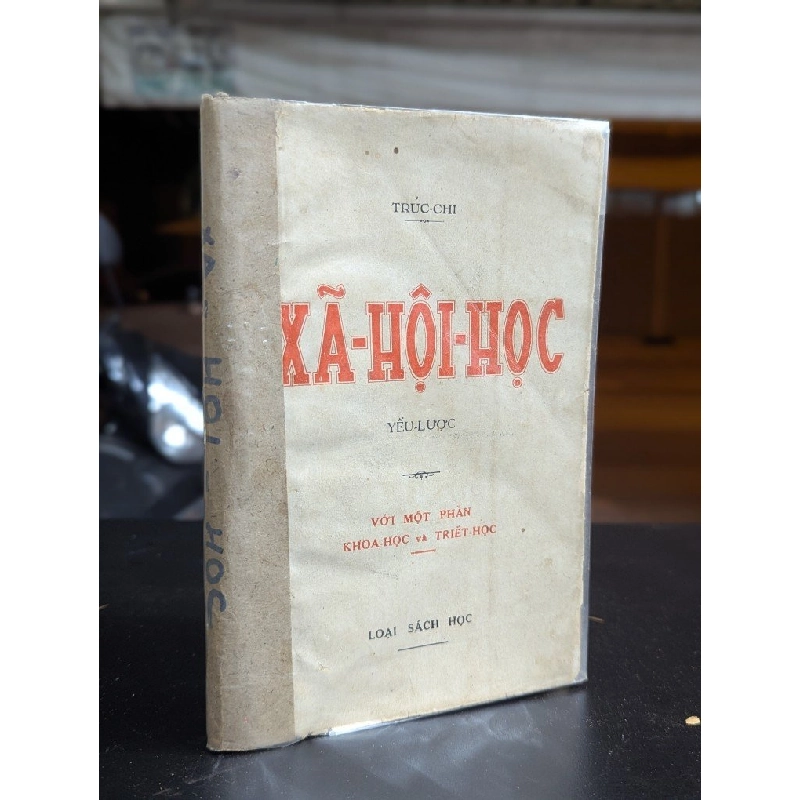 TRÚC-CHI
XÃ-HỘI-HỌC
YẾU-LƯỢC
VỚI MỘT PHẦN
KHOA-HỌC và TRIẾT-HỌC
LOẠI SÁCH HỌC
XÃ HỘI HỌC